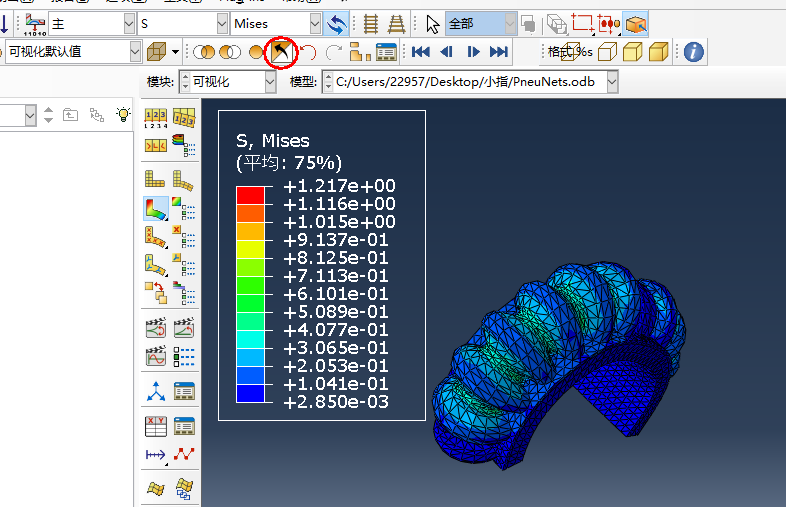 主 S Mises 全部
11010
可视化默认值 格式%s
模块: 可视化 模型: C:/Users/22957/Desktop/小指/PneuNets.odb
S, Mises
(平均: 75%)
+1.217e+00
+1.116e+00
+1.015e+00
+9.137e-01
+8.125e-01
+7.113e-01
+6.101e-01
+5.089e-01
+4.077e-01
+3.065e-01
+2.053e-01
+1.041e-01
+2.850e-03
X Y